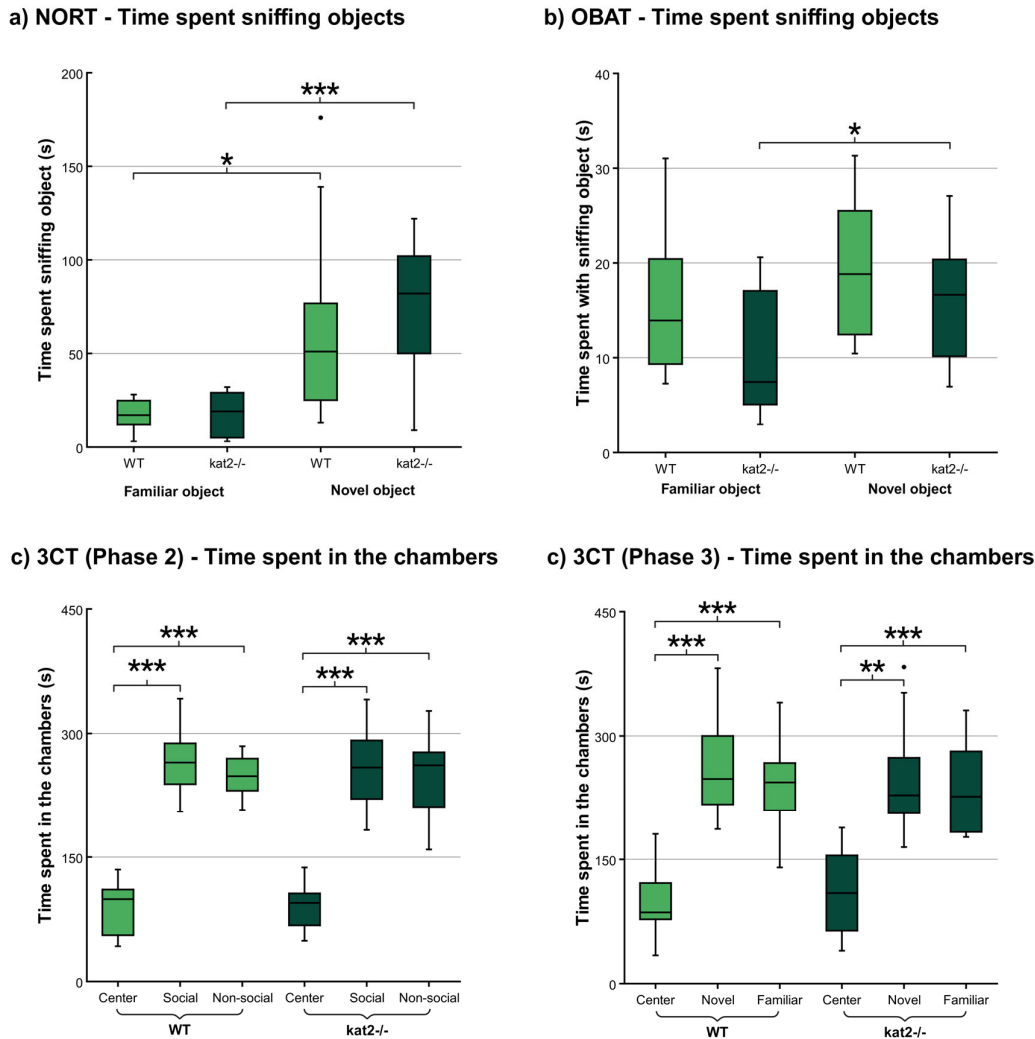 a) NORT - Time spent sniffing objects
Time spent sniffing object (s)
200
150
100
50
0
***
*
WT
kat2-/-
WT
kat2-/-
Familiar object
Novel object
b) OBAT - Time spent sniffing objects
Time spent with sniffing object (s)
40
30
20
10
0
*
WT
kat2-/-
WT
kat2-/-
Familiar object
Novel object
c) 3CT (Phase 2) - Time spent in the chambers
Time spent in the chambers (s)
450
300
150
0
***
***
***
***
Center
Social
Non-social
Center
Social
Non-social
WT
kat2-/-
c) 3CT (Phase 3) - Time spent in the chambers
Time spent in the chambers (s)
450
300
150
0
***
***
***
**
Center
Novel
Familiar
Center
Novel
Familiar
WT
kat2-/-